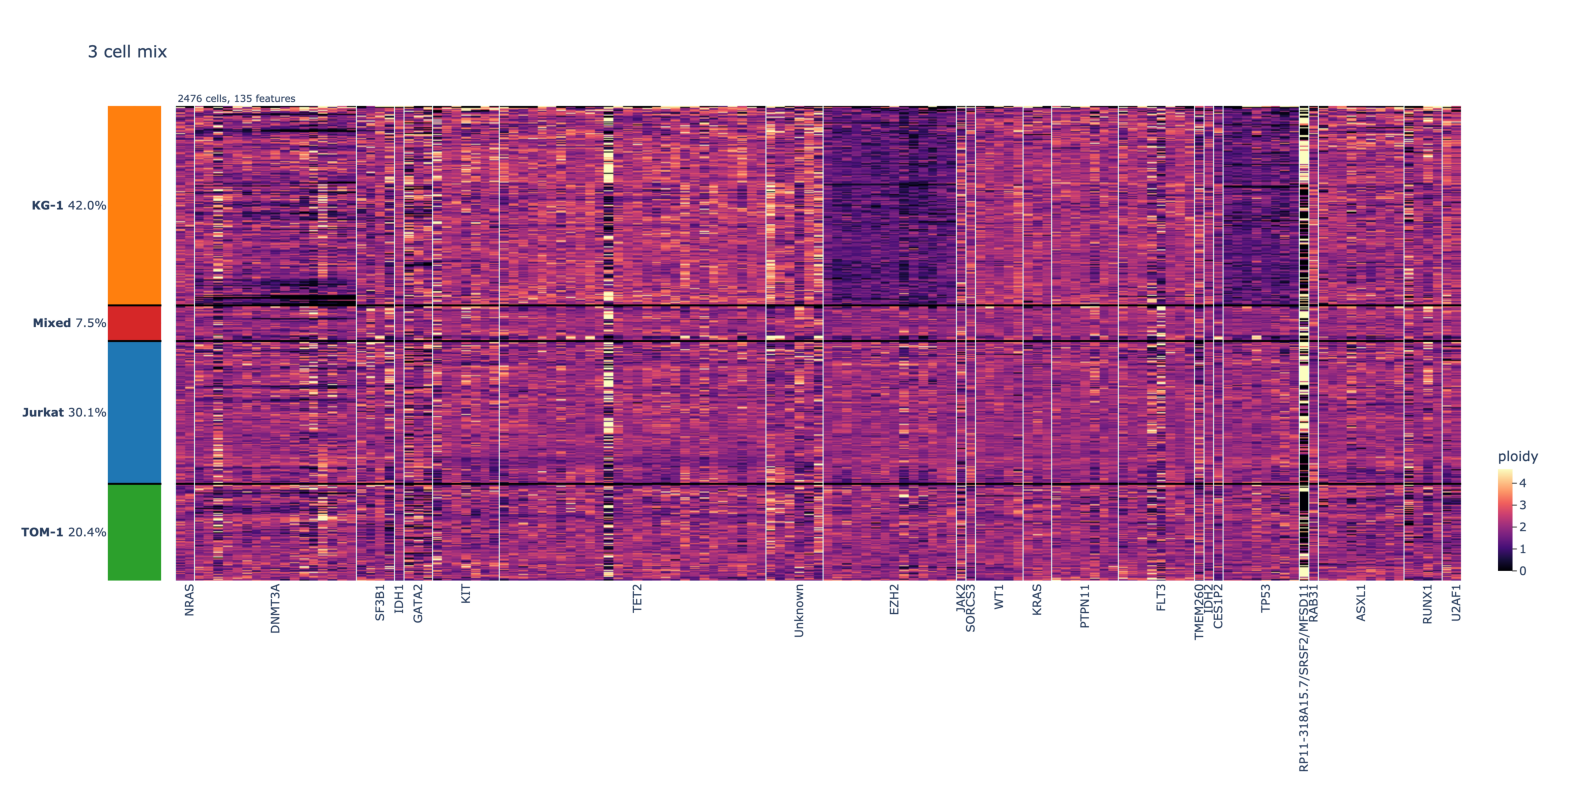 3 cell mix
2476 cells, 135 features
KG-1 42.0%
Mixed 7.5%
Jurkat 30.1%
TOM-1 20.4%
ploidy
4
3
2
1
0
NRAS
DNMT3A
SF3B1
IDH1
GATA2
KIT
TET2
Unknown
EZH2
JAK2
SORCS3
WT1
KRAS
PTPN11
FLT3
TMEM260
IDH2
CES1P2
TP53
RP11-318A15.7/SRSF2/MFSD11
RAB31
ASXL1
RUNX1
U2AF1